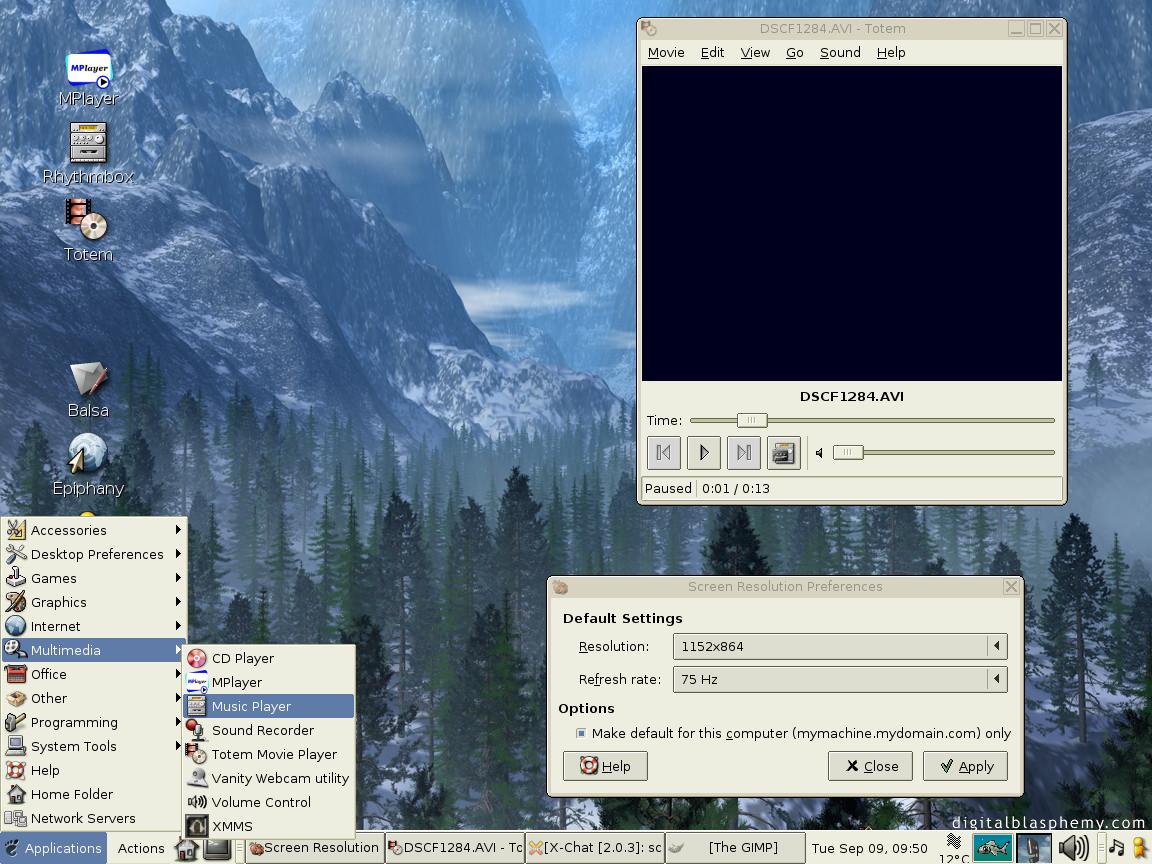 DSCF1284.AVI - Totem
Movie Edit View Go Sound Help
MPlayer
MPlayer
Rhythmbox
Totem
DSCF1284.AVI
Time:
Balsa
Paused 0:01 / 0:13
Epiphany
Accessories
Desktop Preferences
Games
Graphics
Internet
Multimedia
Office
Other
Programming
System Tools
Help
Home Folder
Network Servers
CD Player
MPlayer
MPlayer
Music Player
Sound Recorder
Totem Movie Player
Vanity Webcam utility
Volume Control
XMMS
Screen Resolution Preferences
Default Settings
Resolution: 1152x864
Refresh rate: 75 Hz
Options
Make default for this computer (mymachine.mydomain.com) only
Help Close Apply
digitalblasphemy.com
Applications Actions Screen Resolution DSCF1284.AVI - Tc [X-Chat [2.0.3]: sc [The GIMP] Tue Sep 09, 09:50 12°C